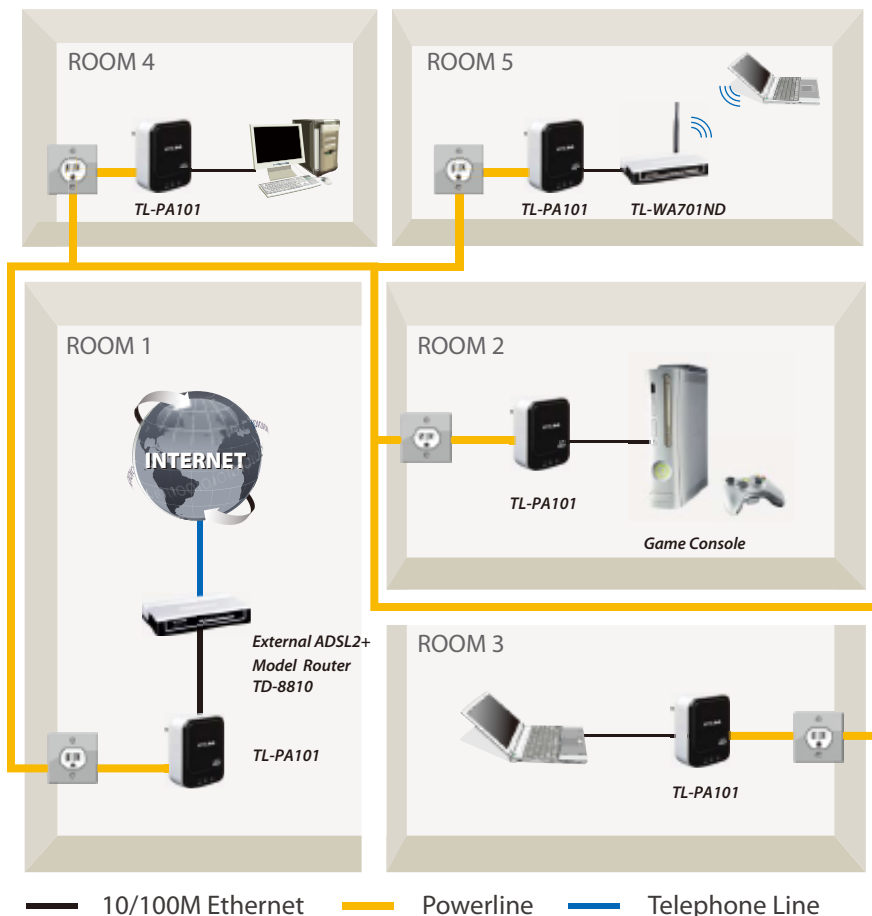 ROOM 4
TL-PA101
ROOM 5
TL-PA101
TL-WA701ND
ROOM 1
INTERNET
External ADSL2+
Model Router
TD-8810
TL-PA101
ROOM 2
TL-PA101
Game Console
ROOM 3
TL-PA101
10/100M Ethernet
Powerline
Telephone Line